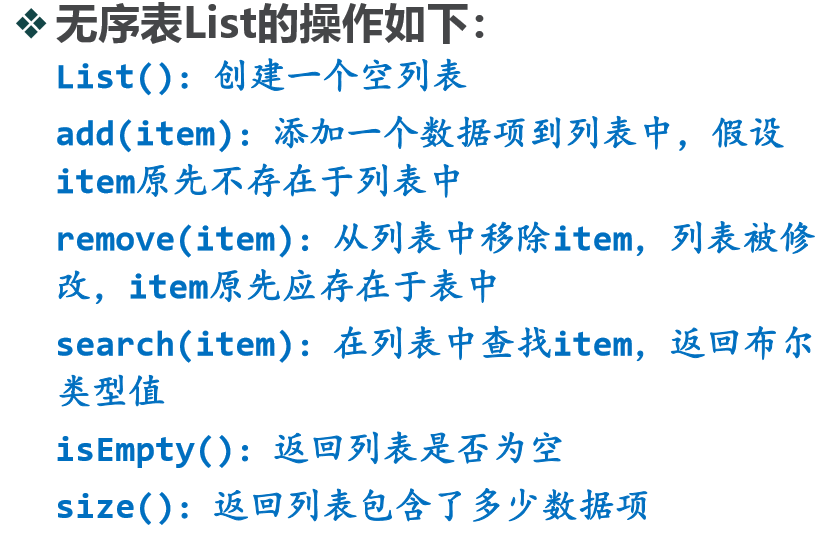 ❖ 无序表List的操作如下：
List()：创建一个空列表
add(item)：添加一个数据项到列表中，假设
item原先不存在于列表中
remove(item)：从列表中移除item，列表被修
改，item原先应存在于表中
search(item)：在列表中查找item，返回布尔
类型值
isEmpty()：返回列表是否为空
size()：返回列表包含了多少数据项